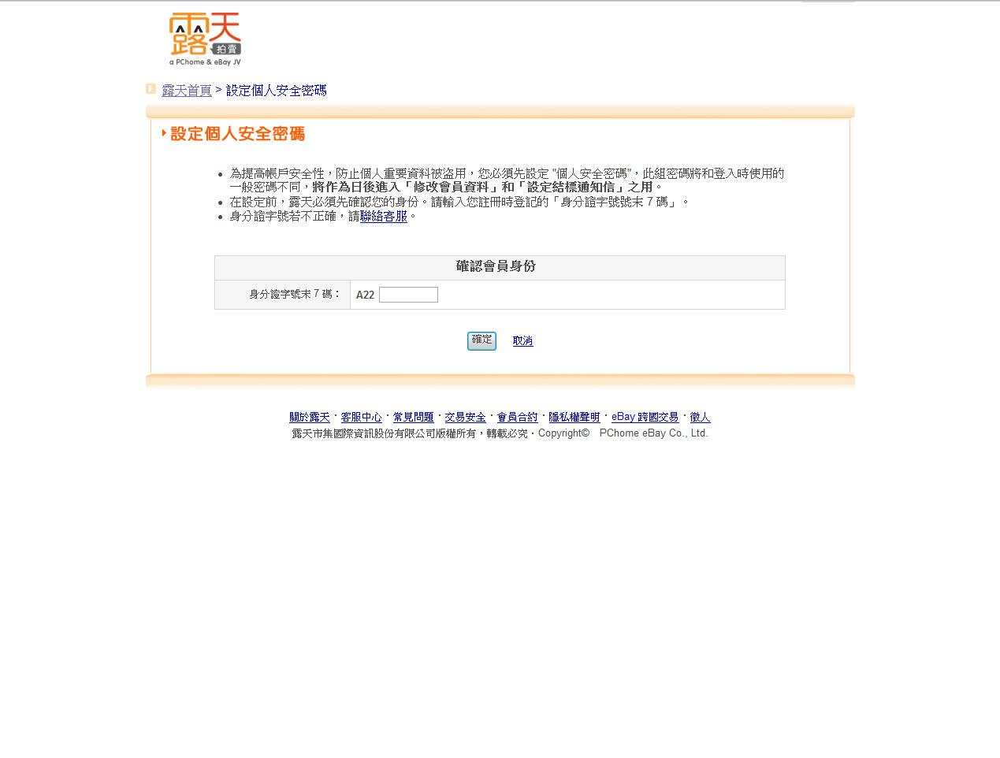 露天
拍賣
a PChome & eBay JV
露天首頁 > 設定個人安全密碼
設定個人安全密碼
為提高帳戶安全性，防止個人重要資料被盜用，您必須先設定 "個人安全密碼"，此組密碼將和登入時使用的
一般密碼不同，將作為日後進入「修改會員資料」和「設定結標通知信」之用。
在設定前，露天必須先確認您的身份。請輸入您註冊時登記的「身分證字號號末 7 碼」。
身分證字號若不正確，請聯絡客服。
確認會員身份
身分證字號末 7 碼： A22
確定 取消
關於露天．客服中心．常見問題．交易安全．會員合約．隱私權聲明．eBay 跨國交易．徵人
露天市集國際資訊股份有限公司版權所有，轉載必究．Copyright© PChome eBay Co., Ltd.